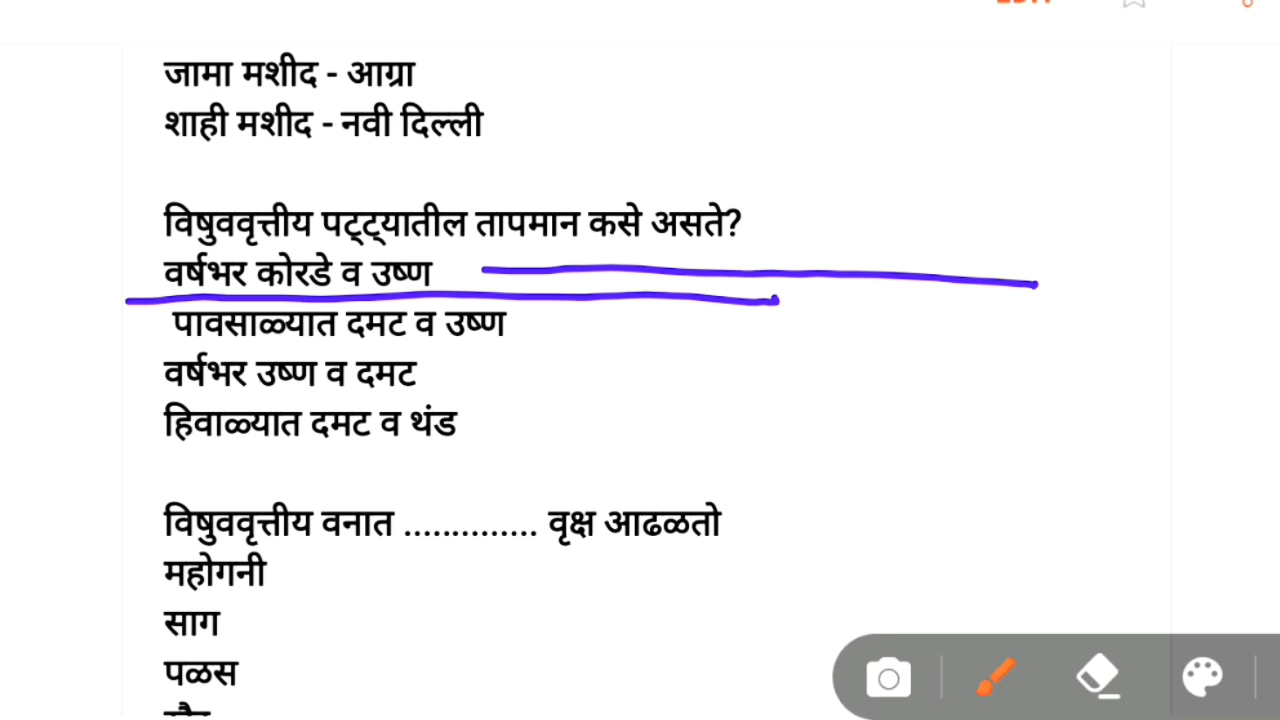 जामा मशीद - आग्रा
शाही मशीद - नवी दिल्ली
विषुववृत्तीय पट्ट्यातील तापमान कसे असते?
वर्षभर कोरडे व उष्ण
पावसाळ्यात दमट व उष्ण
वर्षभर उष्ण व दमट
हिवाळ्यात दमट व थंड
विषुववृत्तीय वनात .............. वृक्ष आढळतो
महोगनी
साग
पळस